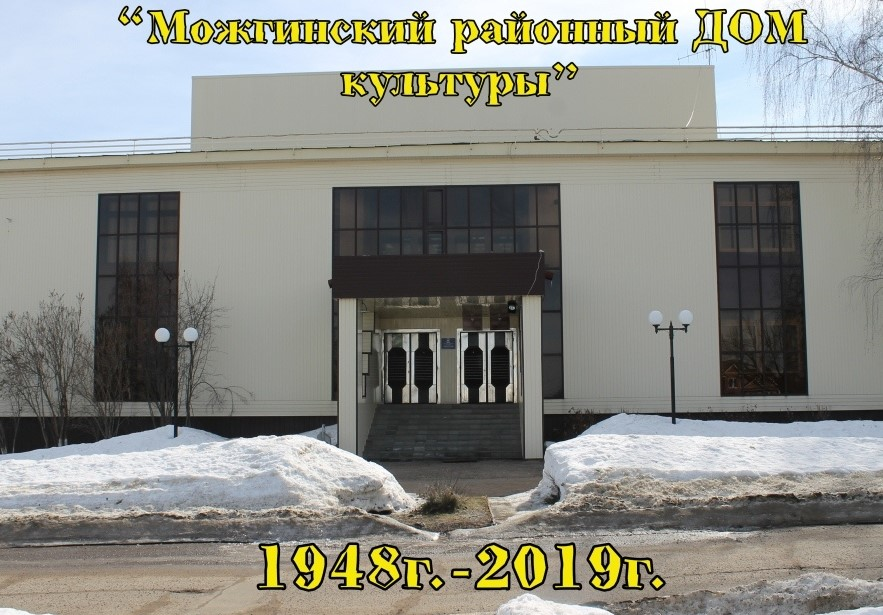 “Можгинский районный ДОМ
культуры”
1948г.-2019г.